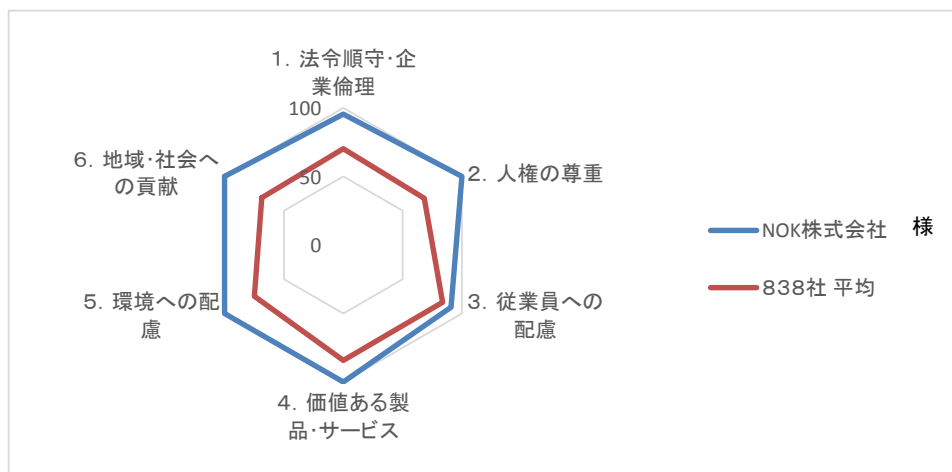 1. 法令順守・企
業倫理
100
6. 地域・社会へ
の貢献
50
2. 人権の尊重
NOK株式会社 様
0
838社 平均
5. 環境への配
慮
3. 従業員への
配慮
4. 価値ある製
品・サービス